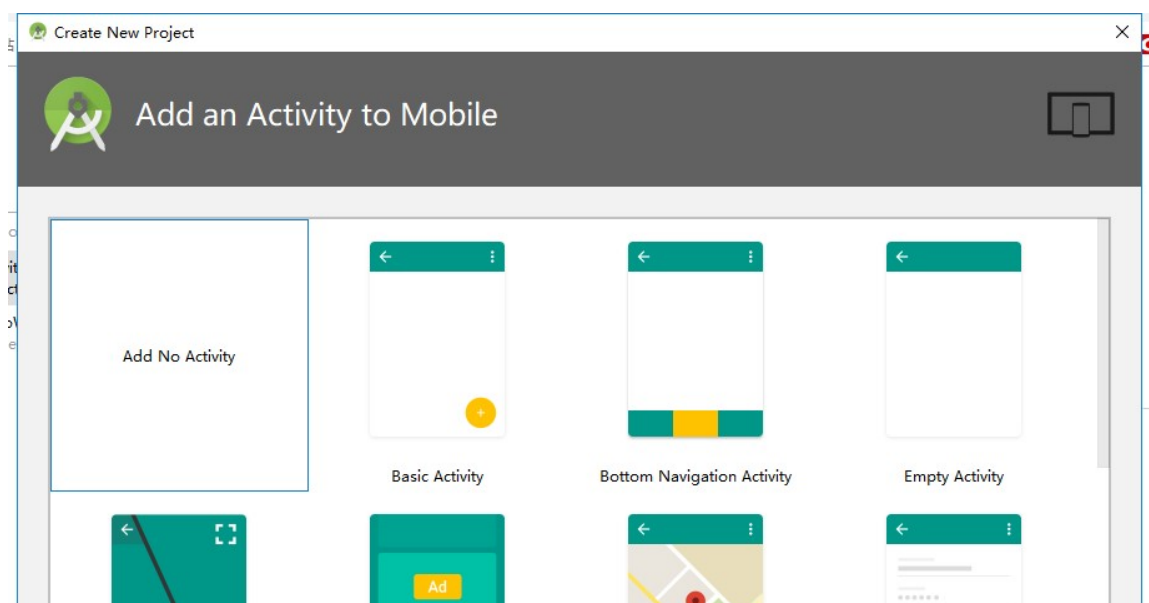 Create New Project
Add an Activity to Mobile
Add No Activity
Basic Activity
Bottom Navigation Activity
Empty Activity
Ad